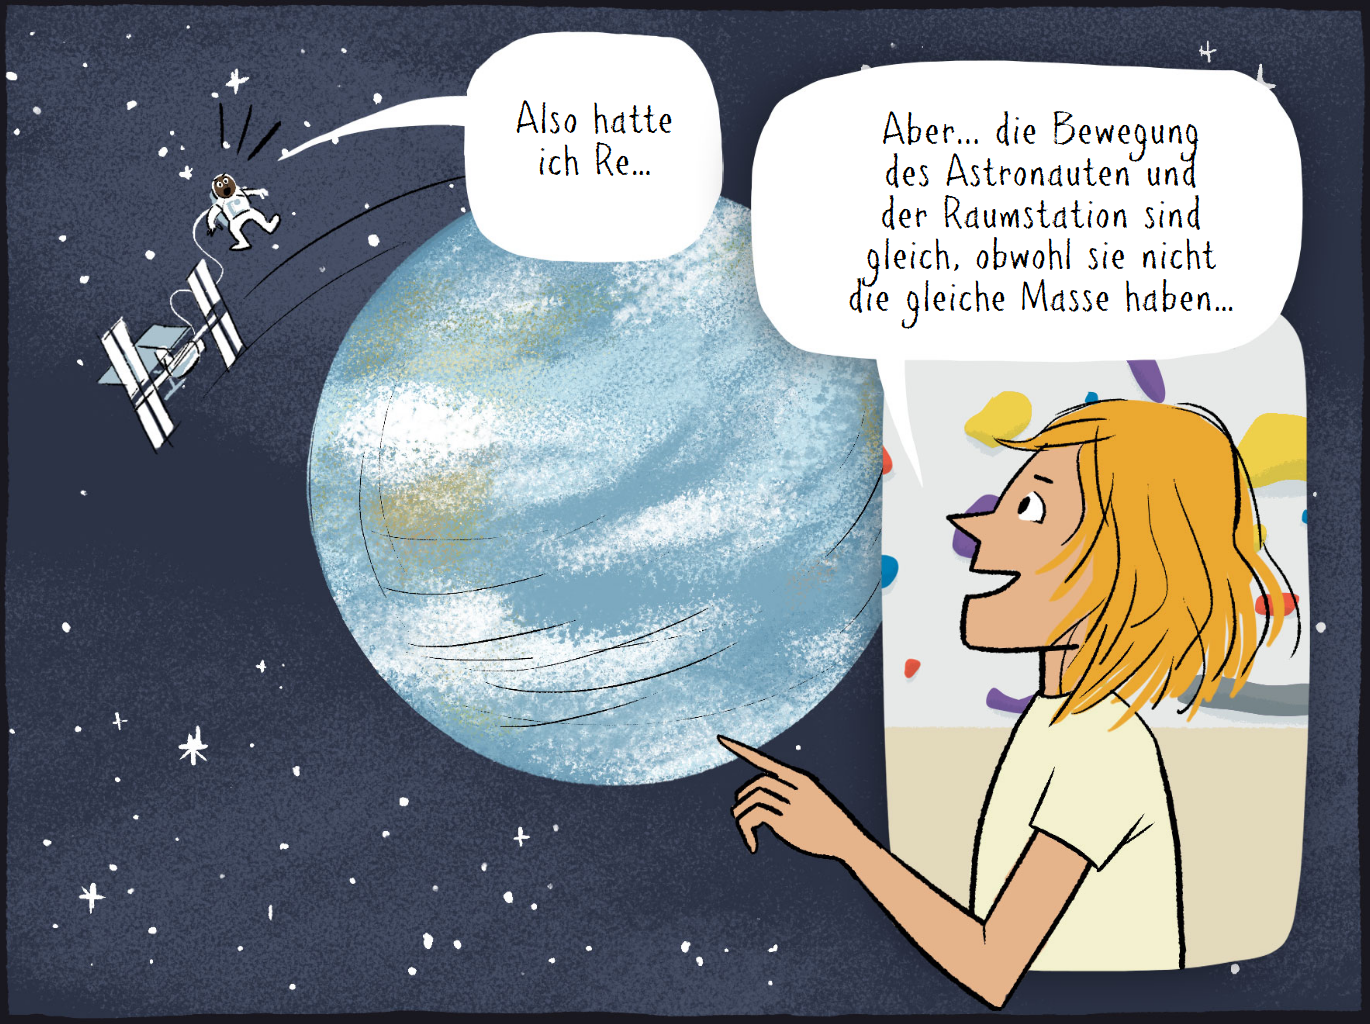 Also hatte
ich Re...
Aber... die Bewegung
des Astronauten und
der Raumstation sind
gleich, obwohl sie nicht
die gleiche Masse haben...